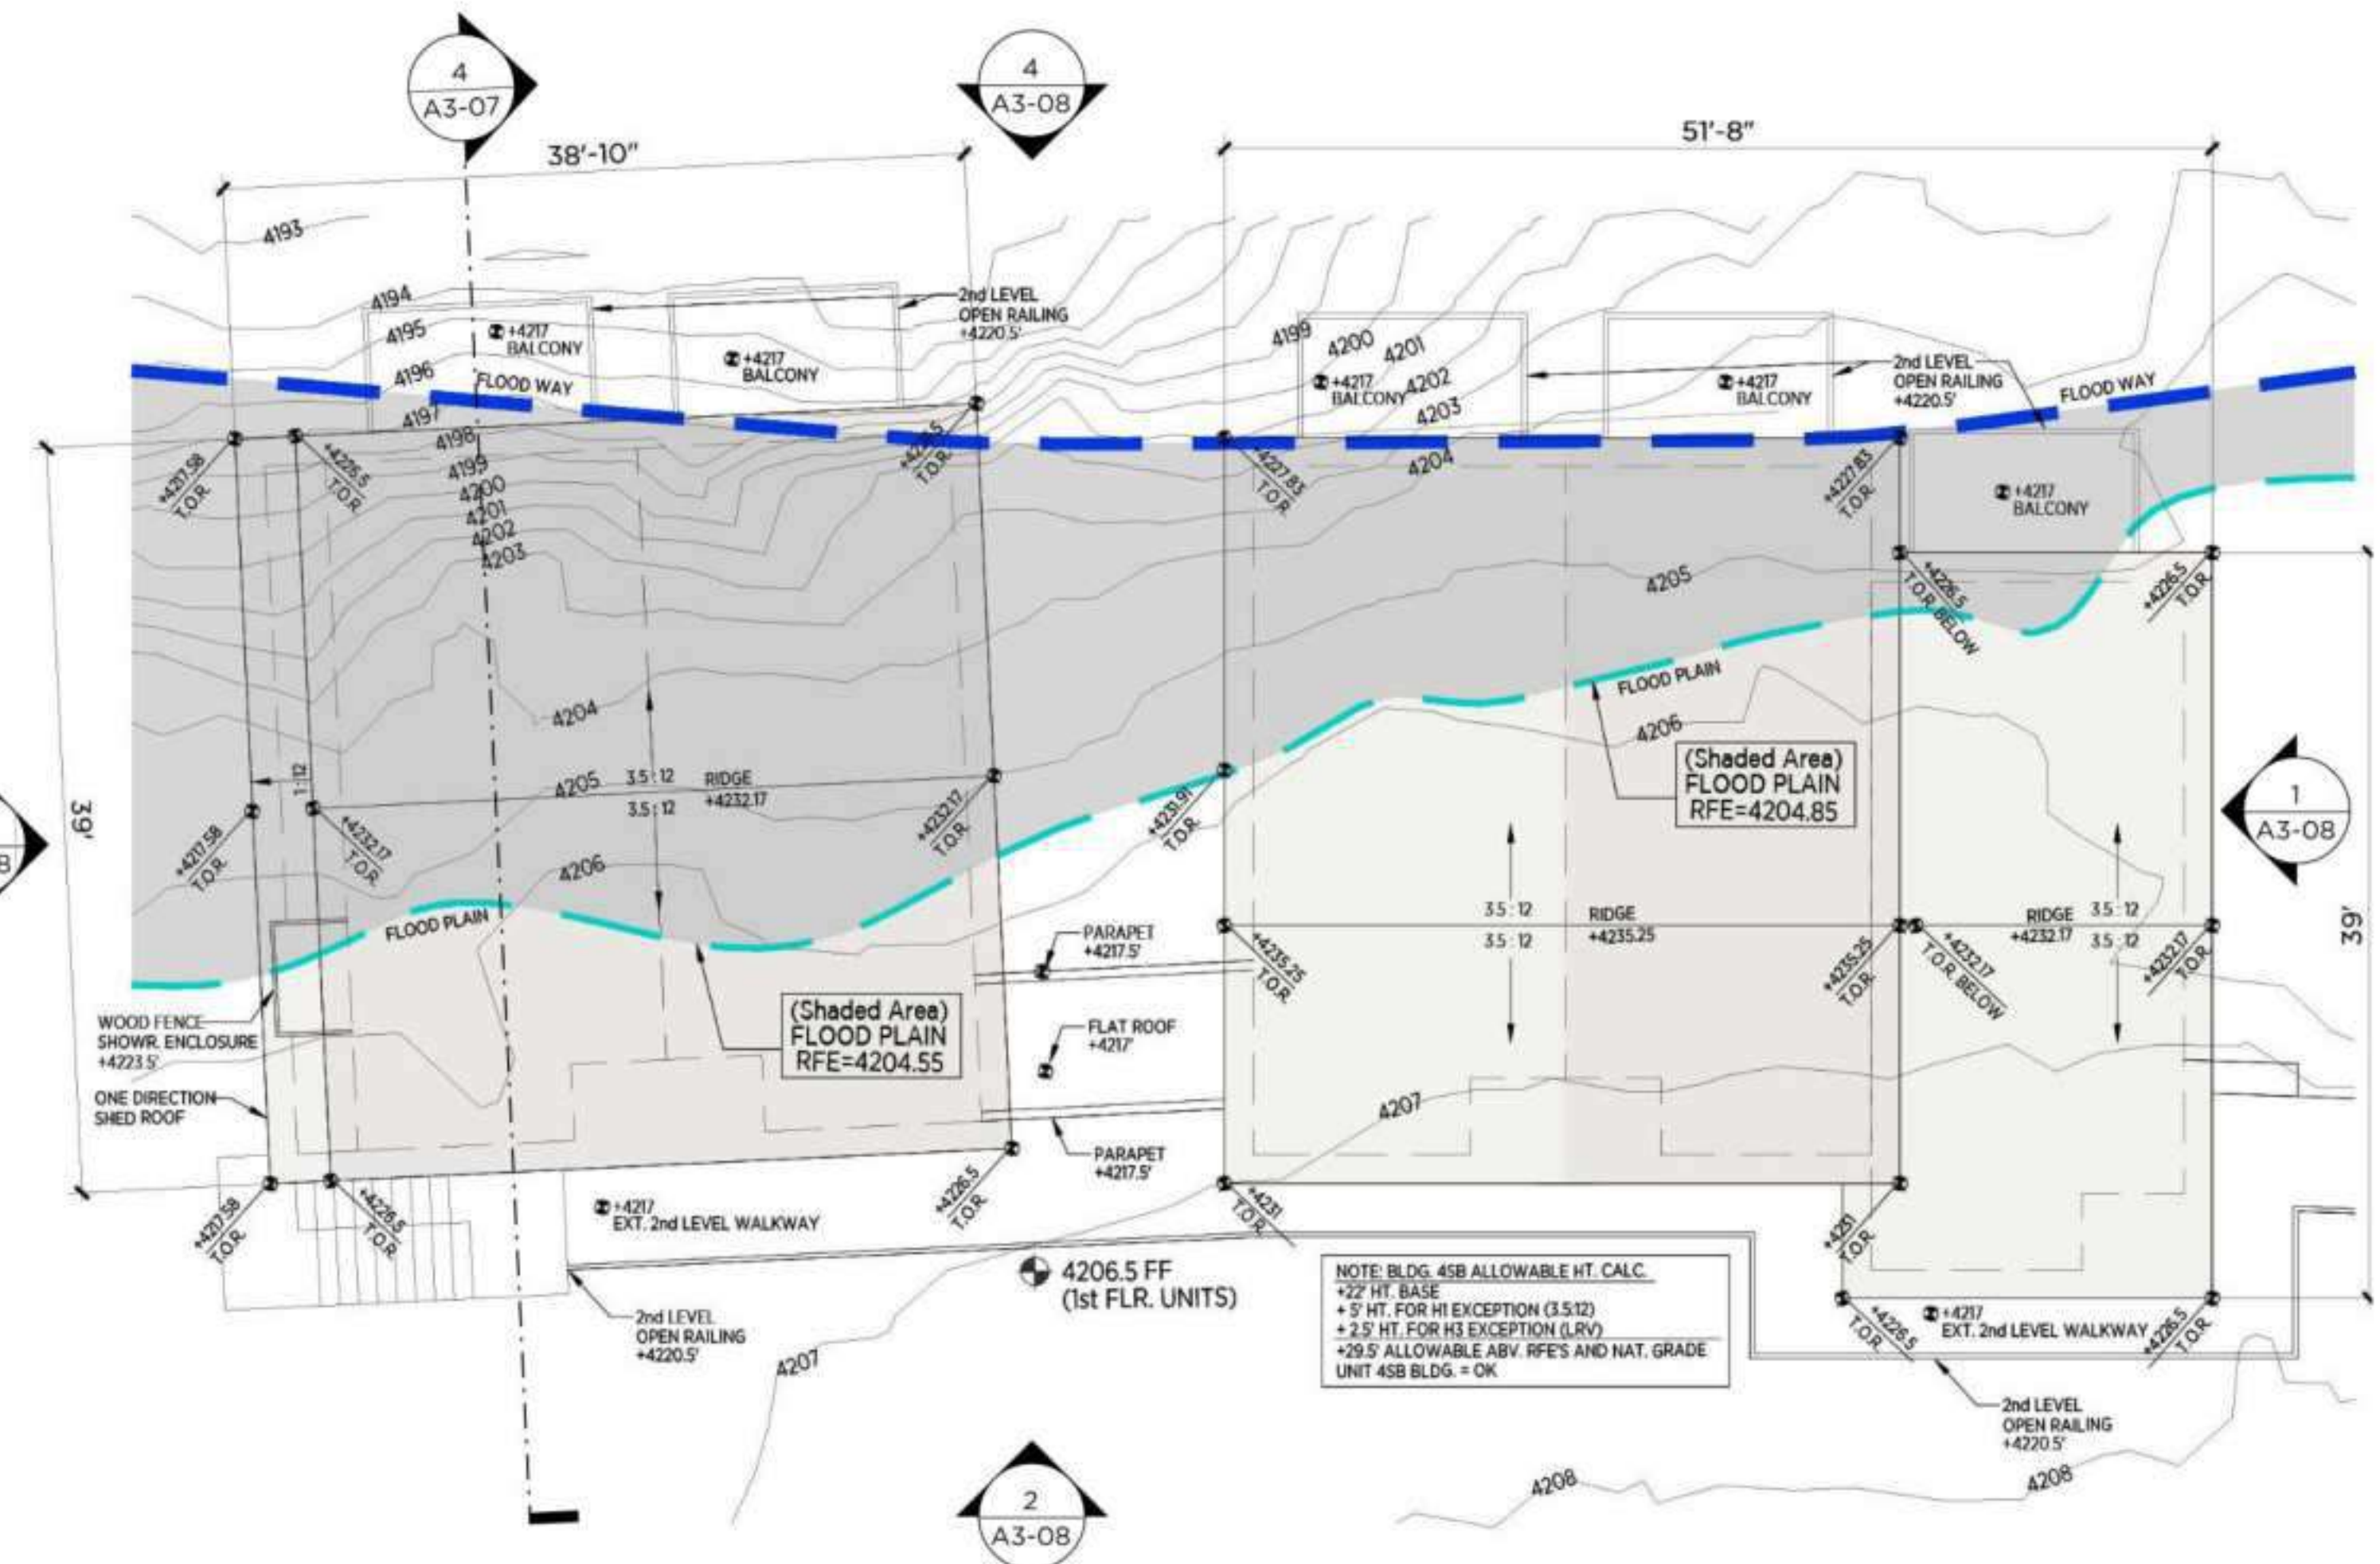 4
A3-07
4
A3-08
38'-10"
51'-8"
4193
4194
4195
4196
4197
4198
4199
4200
4201
4202
4203
FLOOD WAY
+4217
BALCONY
+4217
BALCONY
2nd LEVEL
OPEN RAILING
+4220.5'
4199
4200
4201
4202
4203
4204
+4217
BALCONY
+4217
BALCONY
2nd LEVEL
OPEN RAILING
+4220.5'
FLOOD WAY
+4217
BALCONY
+4217.58
T.O.R.
+4226.5
T.O.R.
T.O.R.
+4227.83
T.O.R.
+4227.83
T.O.R.
+4226.5
T.O.R. BELOW
+4226.5
T.O.R.
4205
4204
4205
FLOOD PLAIN
4206
(Shaded Area)
FLOOD PLAIN
RFE=4204.85
1
A3-08
39'
1:12
3.5:12
3.5:12
RIDGE
+4232.17
+4217.58
T.O.R.
+4232.17
T.O.R.
+4232.17
T.O.R.
+4231.91
T.O.R.
4206
FLOOD PLAIN
PARAPET
+4217.5'
FLAT ROOF
+4217'
PARAPET
+4217.5'
+4235.25
T.O.R.
3.5:12
3.5:12
RIDGE
+4235.25
+4235.25
T.O.R.
+4232.17
T.O.R. BELOW
RIDGE
+4232.17
3.5:12
3.5:12
+4232.17
T.O.R.
39'
WOOD FENCE
SHOWR. ENCLOSURE
+4223.5'
ONE DIRECTION
SHED ROOF
(Shaded Area)
FLOOD PLAIN
RFE=4204.55
4207
+4217.58
T.O.R.
+4226.5
T.O.R.
+4217
EXT. 2nd LEVEL WALKWAY
+4226.5
T.O.R.
+4231
T.O.R.
+4231
T.O.R.
4206.5 FF
(1st FLR. UNITS)
2nd LEVEL
OPEN RAILING
+4220.5'
4207
NOTE: BLDG. 4SB ALLOWABLE HT. CALC.
+22' HT. BASE
+ 5' HT. FOR H1 EXCEPTION (3.5:12)
+ 2.5' HT. FOR H3 EXCEPTION (LRV)
+29.5' ALLOWABLE ABV. RFE'S AND NAT. GRADE
UNIT 4SB BLDG. = OK
+4226.5
T.O.R.
+4217
EXT. 2nd LEVEL WALKWAY
+4226.5
T.O.R.
2nd LEVEL
OPEN RAILING
+4220.5'
4208
4208
2
A3-08